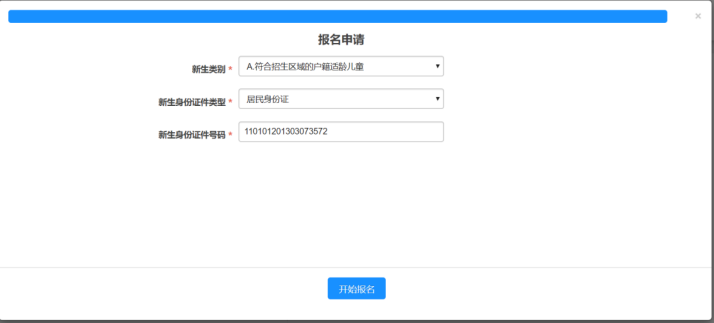 ×
报名申请
新生类别 * A.符合招生区域的户籍适龄儿童
新生身份证件类型 * 居民身份证
新生身份证件号码 * 110101201303073572
开始报名